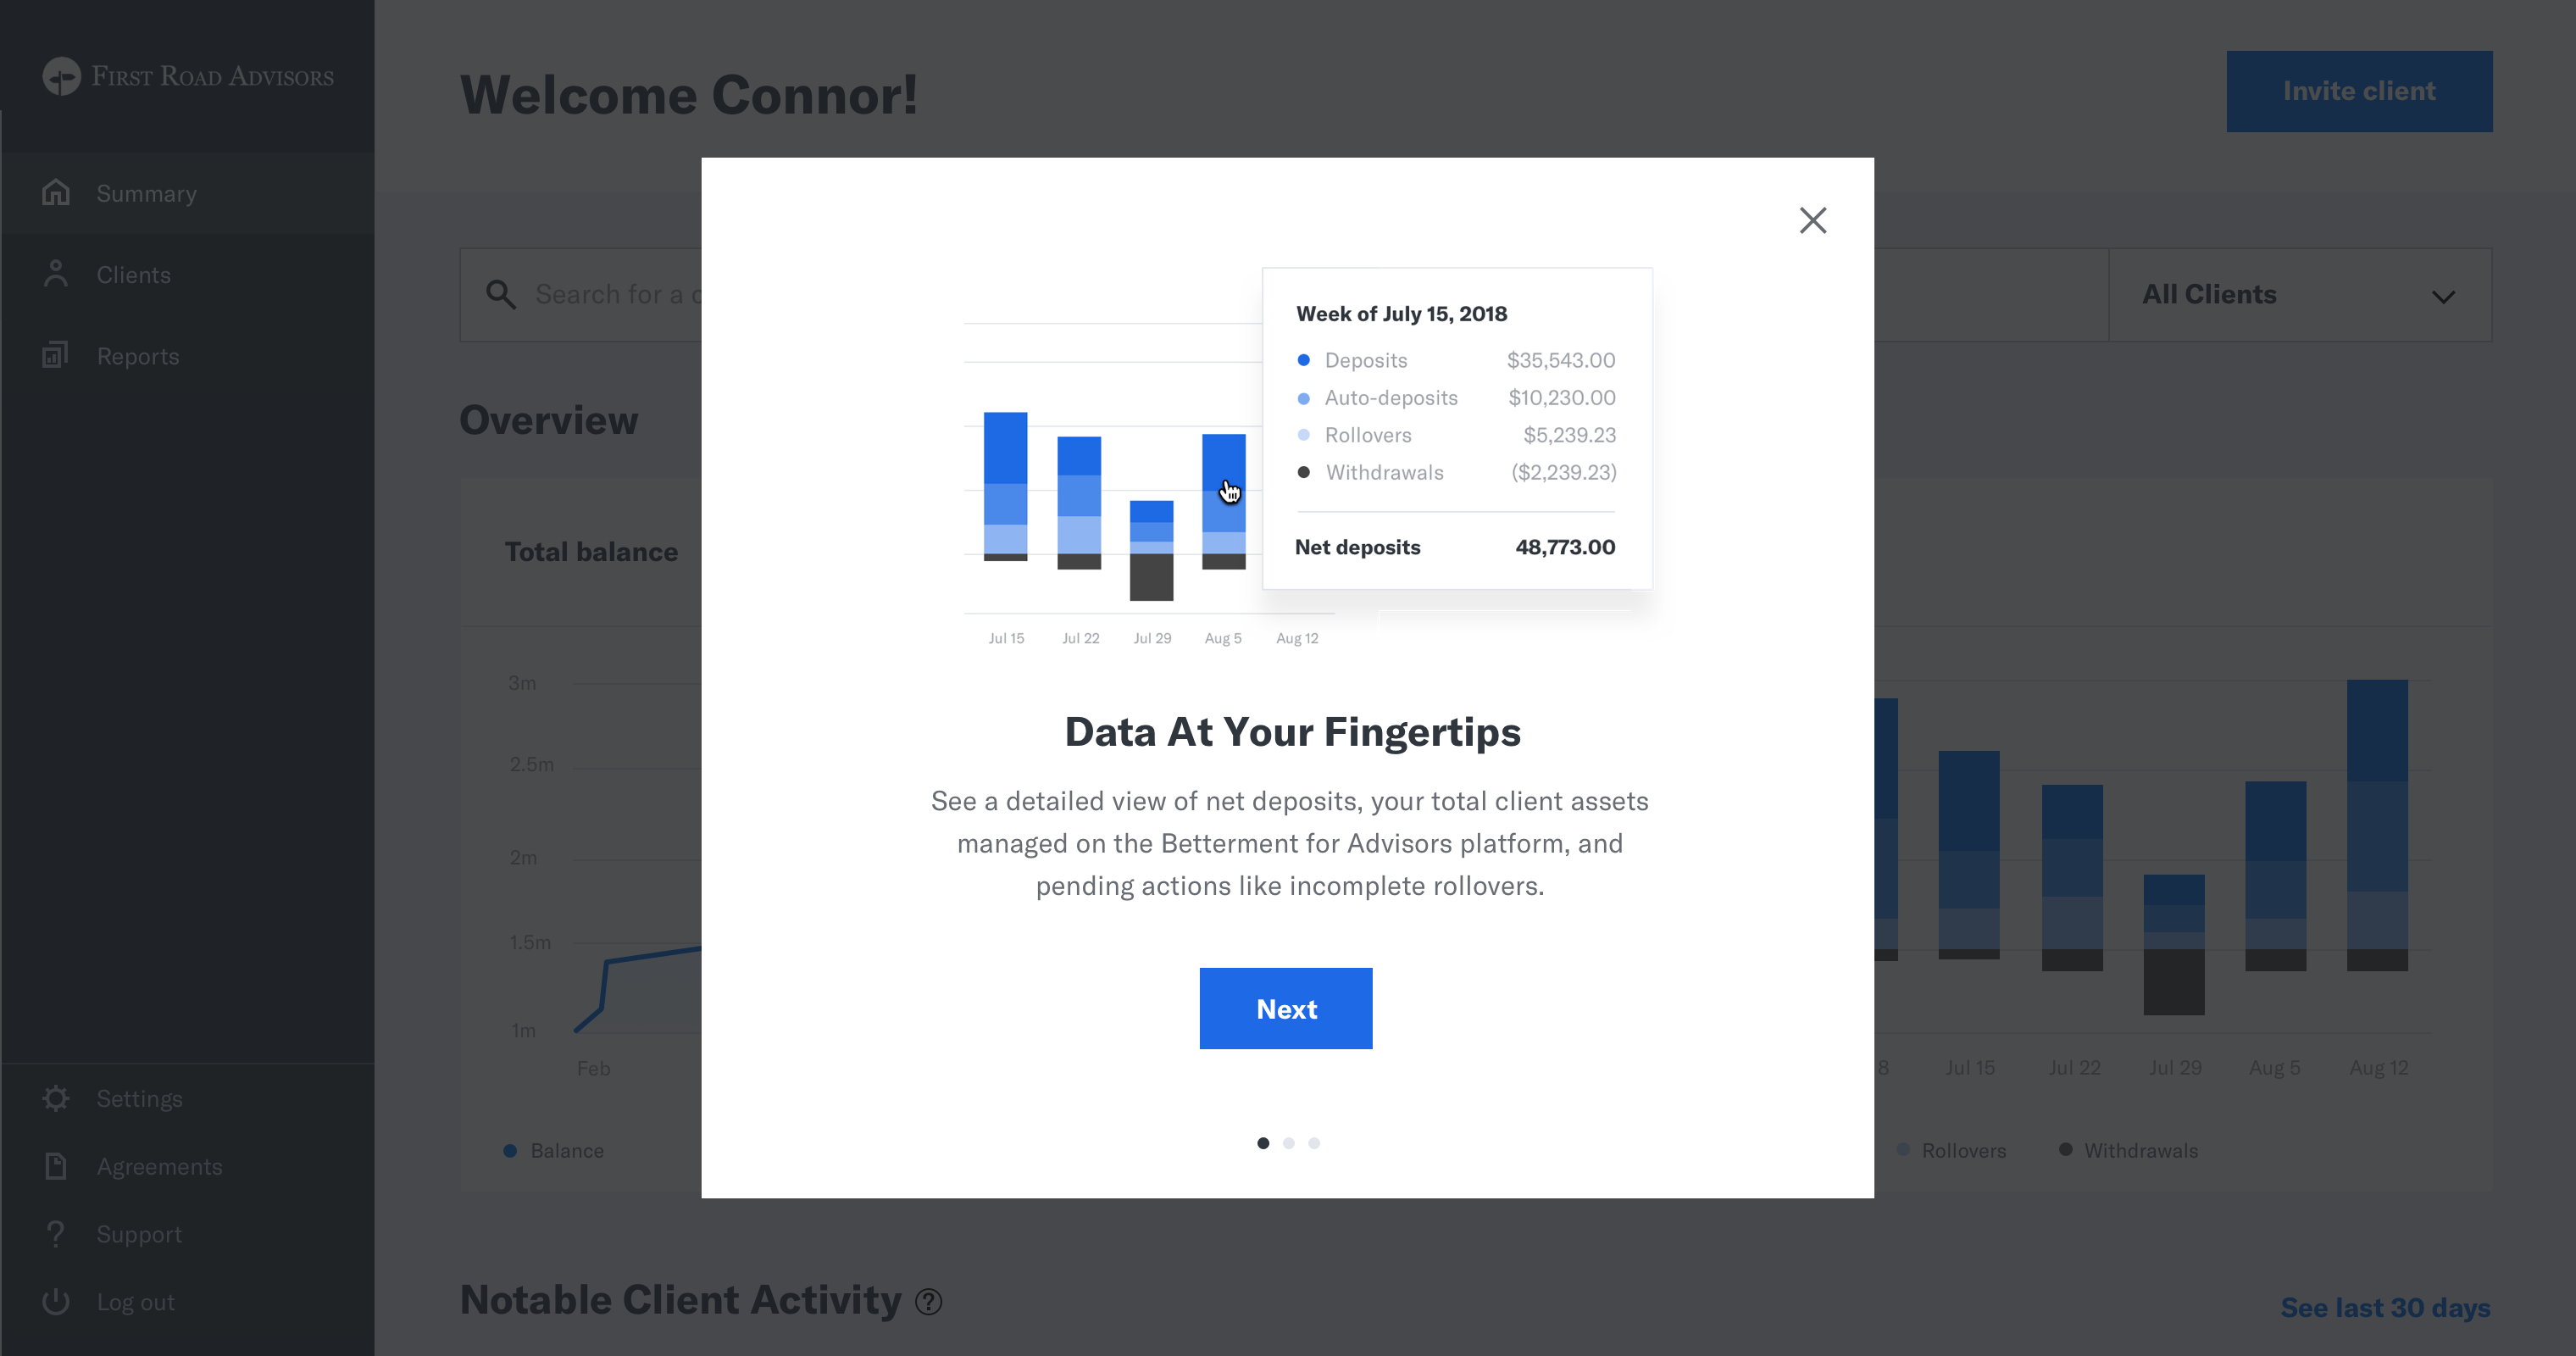 FIRST ROAD ADVISORS
Summary
Clients
Reports
Settings
Agreements
Support
Log out
Welcome Connor!
Invite client
Search for a
All Clients
Overview
Total balance
3m
2.5m
2m
1.5m
1m
Feb
Balance
Week of July 15, 2018
Deposits $35,543.00
Auto-deposits $10,230.00
Rollovers $5,239.23
Withdrawals ($2,239.23)
Net deposits 48,773.00
Jul 15 Jul 22 Jul 29 Aug 5 Aug 12
Data At Your Fingertips
See a detailed view of net deposits, your total client assets
managed on the Betterment for Advisors platform, and
pending actions like incomplete rollovers.
Next
8 Jul 15 Jul 22 Jul 29 Aug 5 Aug 12
Rollovers Withdrawals
Notable Client Activity ?
See last 30 days